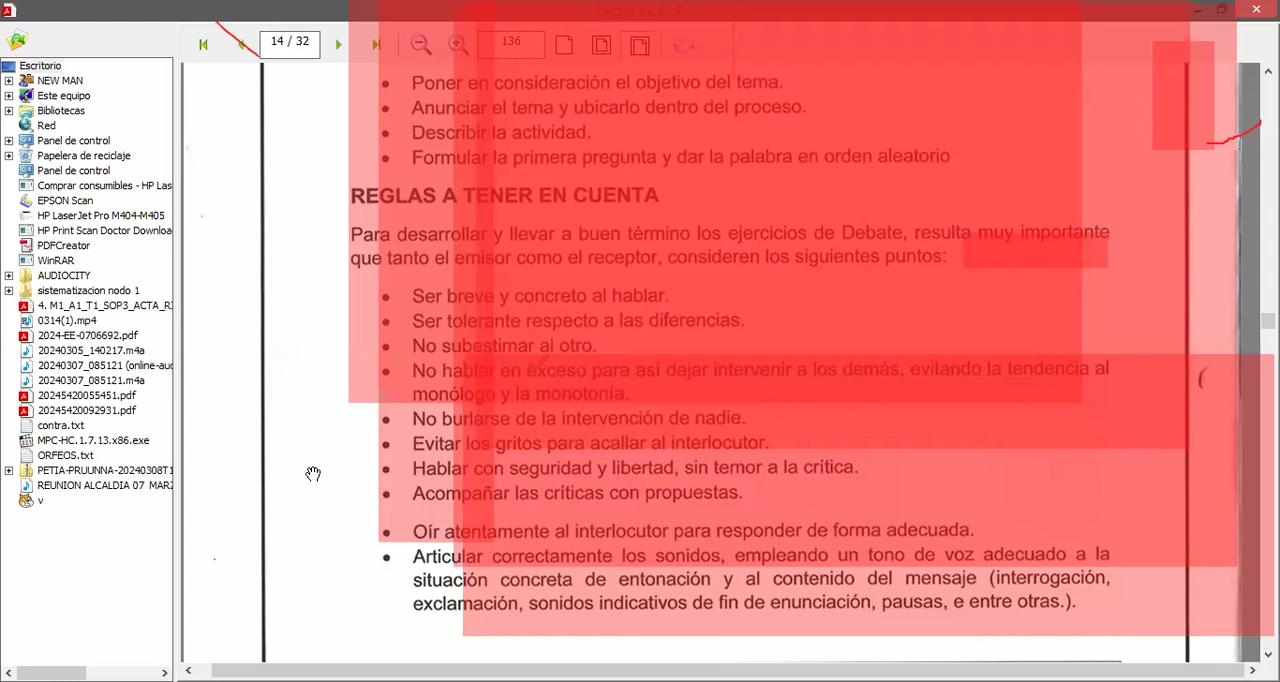 Lector de PDF
14 / 32
136
Escritorio
NEW MAN
Este equipo
Bibliotecas
Red
Panel de control
Papelera de reciclaje
Panel de control
Comprar consumibles - HP Las
EPSON Scan
HP LaserJet Pro M404-M405
HP Print Scan Doctor Downloa
PDFCreator
WinRAR
AUDIOCITY
sistematizacion nodo 1
4. M1_A1_T1_SOP3_ACTA_R
0314(1).mp4
2024-EE-0706692.pdf
20240305_140217.m4a
20240307_085121 (online-aud
20240307_085121.m4a
20245420055451.pdf
20245420092931.pdf
contra.txt
MPC-HC.1.7.13.x86.exe
ORFEOS.txt
PETIA-PRUUNNA-20240308T1
REUNION ALCALDIA 07 MARZ
v
• Poner en consideración el objetivo del tema.
• Anunciar el tema y ubicarlo dentro del proceso.
• Describir la actividad.
• Formular la primera pregunta y dar la palabra en orden aleatorio
REGLAS A TENER EN CUENTA
Para desarrollar y llevar a buen término los ejercicios de Debate, resulta muy importante
que tanto el emisor como el receptor, consideren los siguientes puntos:
• Ser breve y concreto al hablar.
• Ser tolerante respecto a las diferencias.
• No subestimar al otro.
• No hablar en exceso para así dejar intervenir a los demás, evitando la tendencia al
monólogo y la monotonía.
• No burlarse de la intervención de nadie.
• Evitar los gritos para acallar al interlocutor.
• Hablar con seguridad y libertad, sin temor a la crítica.
• Acompañar las críticas con propuestas.
• Oír atentamente al interlocutor para responder de forma adecuada.
• Articular correctamente los sonidos, empleando un tono de voz adecuado a la
situación concreta de entonación y al contenido del mensaje (interrogación,
exclamación, sonidos indicativos de fin de enunciación, pausas, e entre otras.).